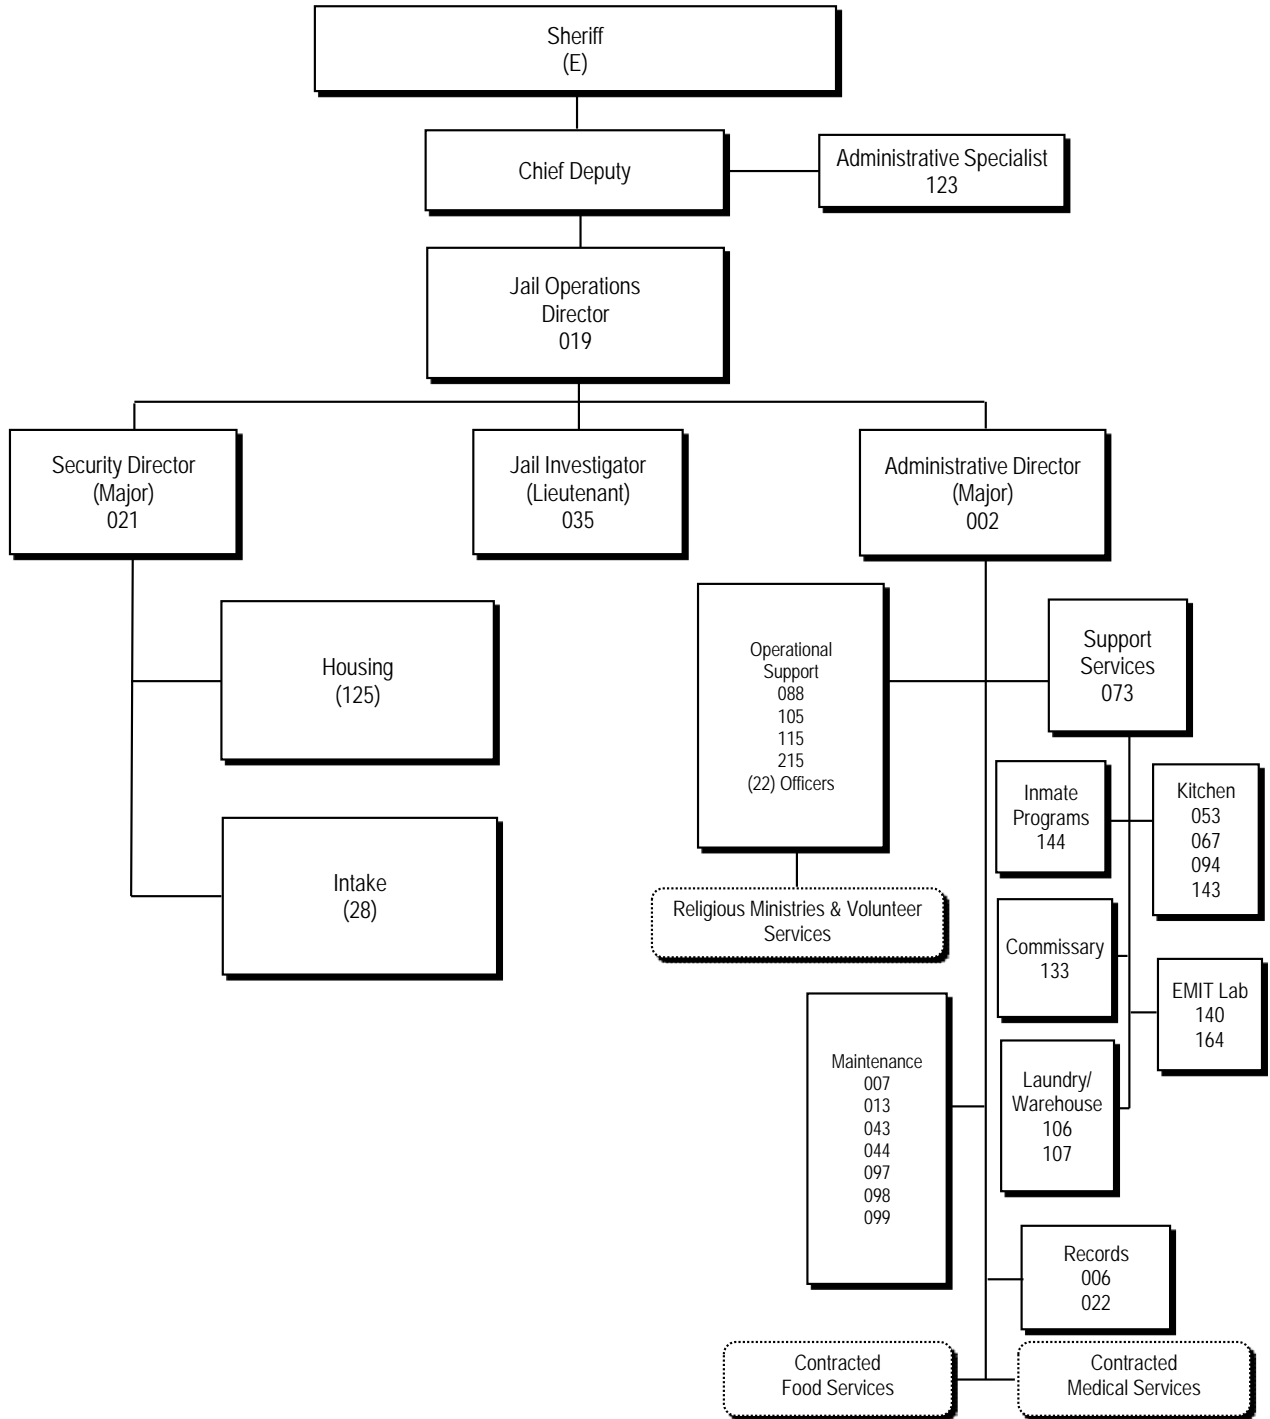 Sheriff
(E)
Chief Deputy
Administrative Specialist
123
Jail Operations
Director
019
Security Director
(Major)
021
Jail Investigator
(Lieutenant)
035
Administrative Director
(Major)
002
Housing
(125)
Intake
(28)
Operational
Support
088
105
115
215
(22) Officers
Religious Ministries & Volunteer
Services
Support
Services
073
Inmate
Programs
144
Kitchen
053
067
094
143
Commissary
133
EMIT Lab
140
164
Laundry/
Warehouse
106
107
Maintenance
007
013
043
044
097
098
099
Records
006
022
Contracted
Food Services
Contracted
Medical Services